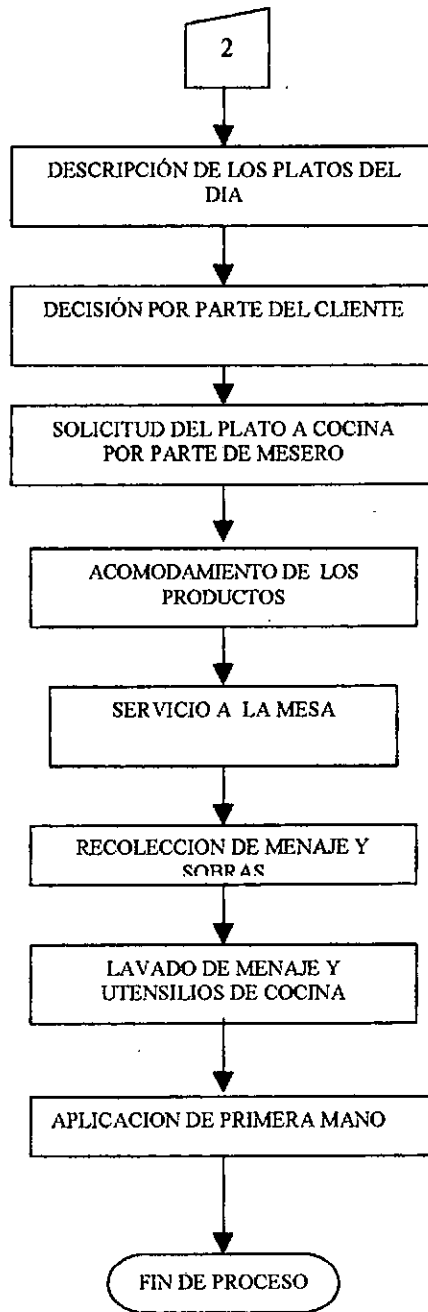 2
DESCRIPCIÓN DE LOS PLATOS DEL
DIA
DECISIÓN POR PARTE DEL CLIENTE
SOLICITUD DEL PLATO A COCINA
POR PARTE DE MESERO
ACOMODAMIENTO DE LOS
PRODUCTOS
SERVICIO A LA MESA
RECOLECCION DE MENAJE Y
SOBRAS
LAVADO DE MENAJE Y
UTENSILIOS DE COCINA
APLICACION DE PRIMERA MANO
FIN DE PROCESO